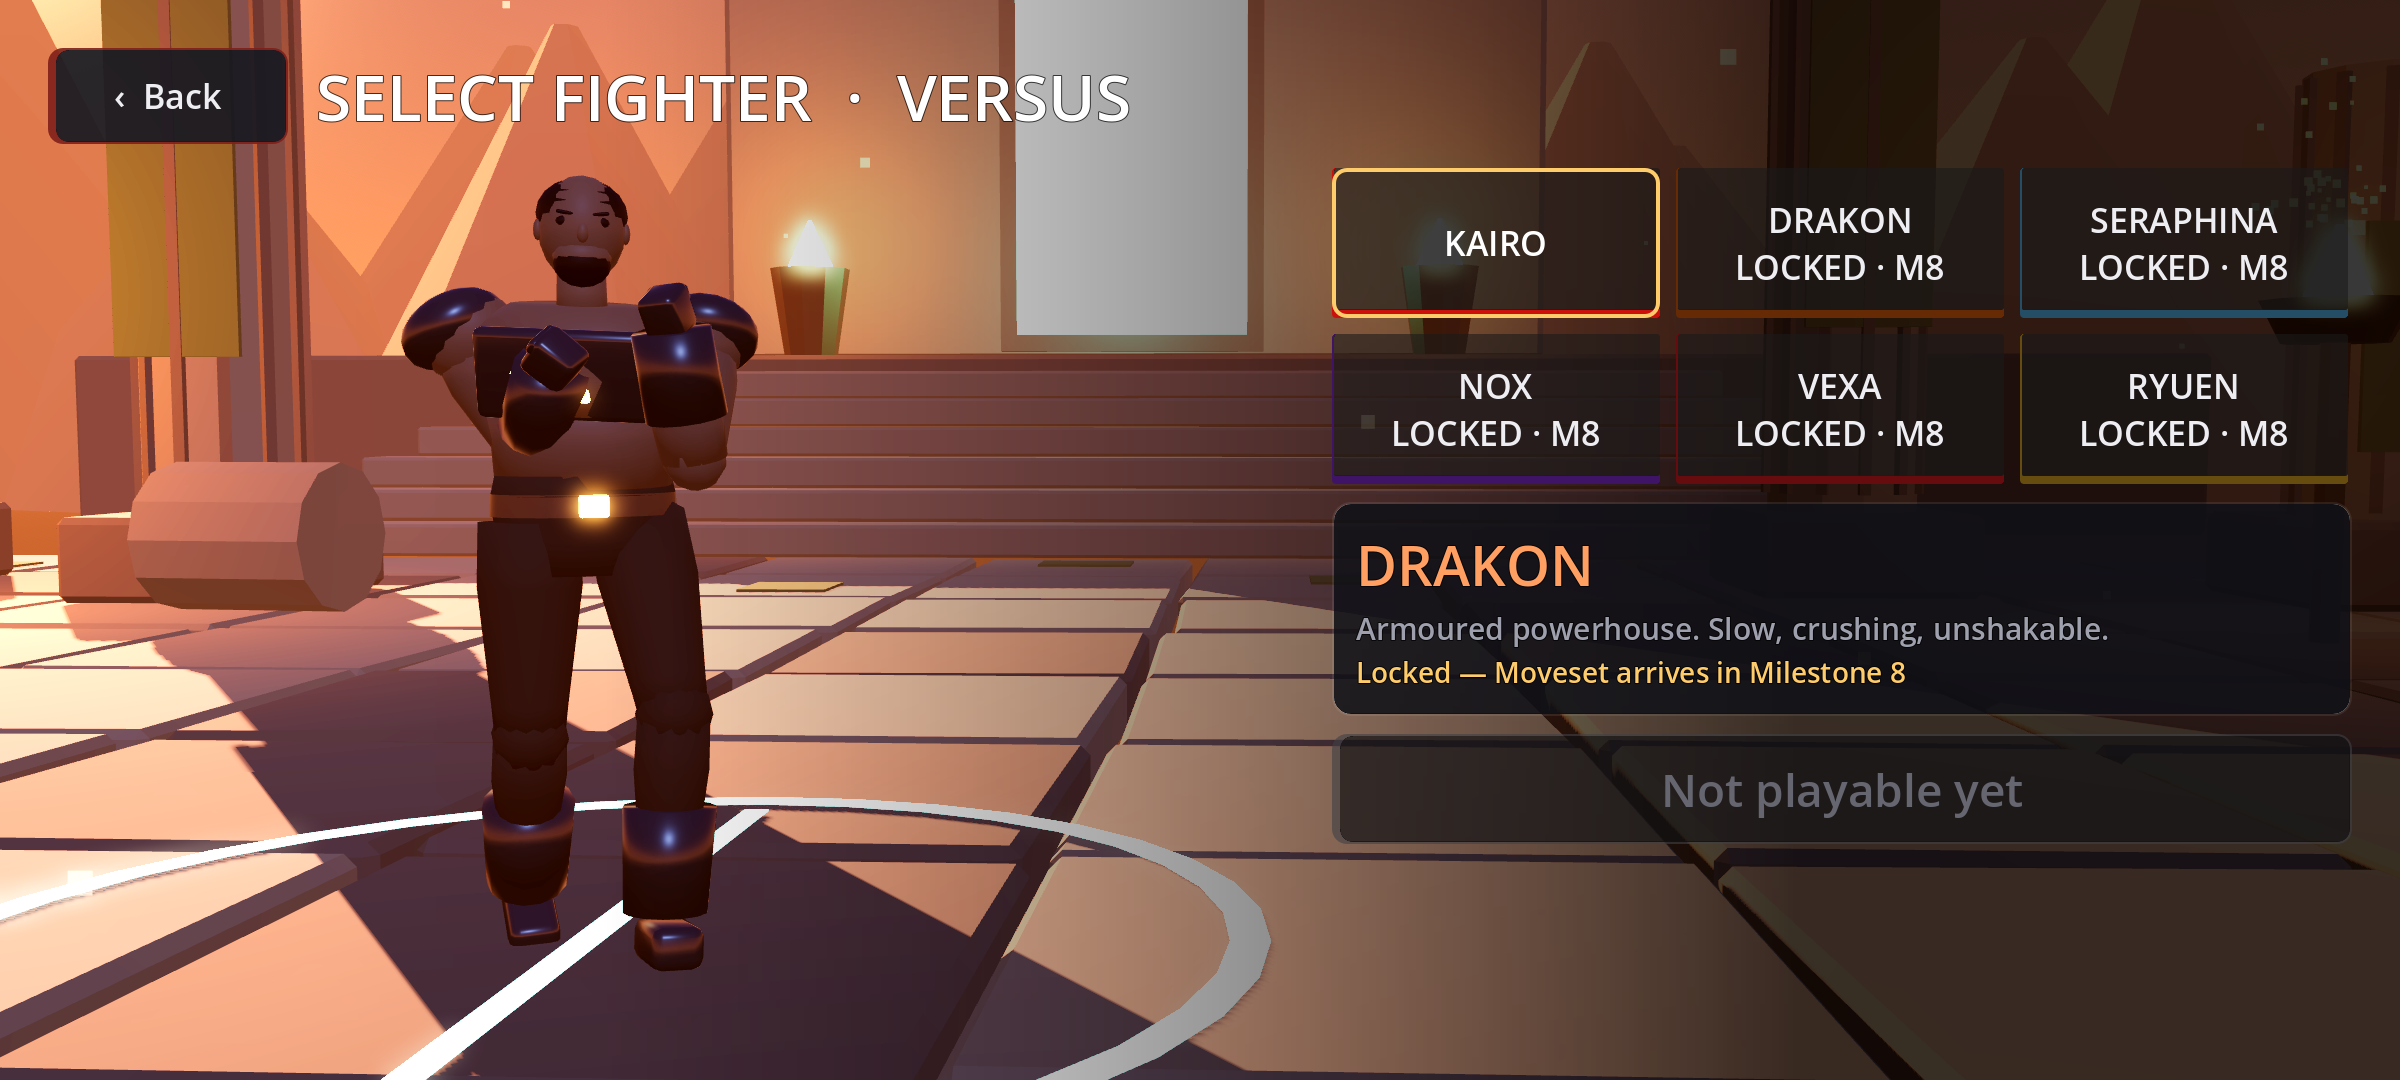 ‹ Back
SELECT FIGHTER · VERSUS
KAIRO
DRAKON
LOCKED · M8
SERAPHINA
LOCKED · M8
NOX
LOCKED · M8
VEXA
LOCKED · M8
RYUEN
LOCKED · M8
DRAKON
Armoured powerhouse. Slow, crushing, unshakable.
Locked — Moveset arrives in Milestone 8
Not playable yet